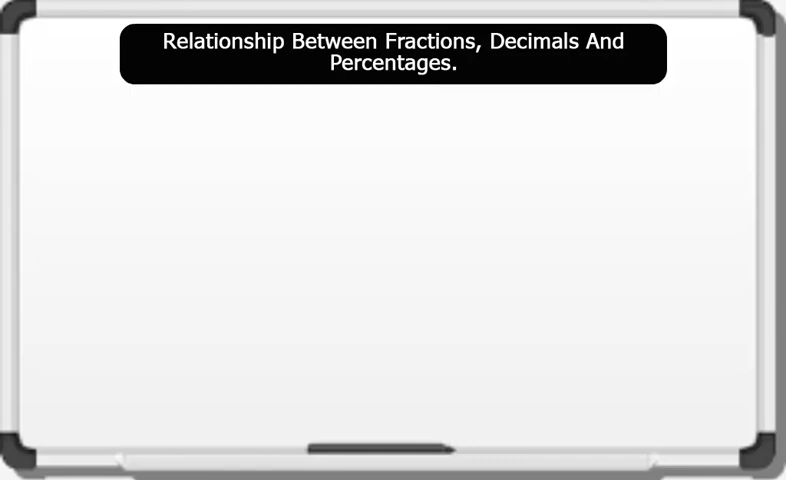 Relationship Between Fractions, Decimals And
Percentages.